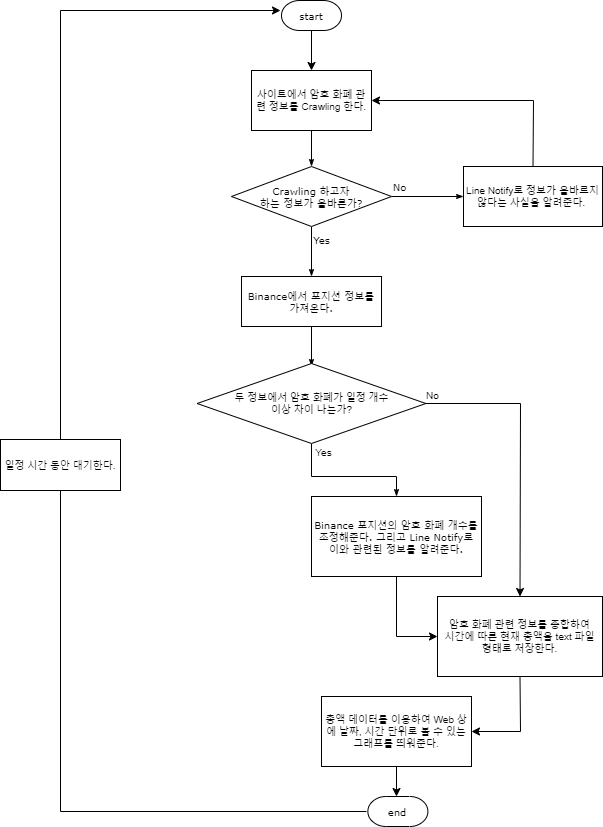 start
사이트에서 암호 화폐 관
련 정보를 Crawling 한다.
Crawling 하고자
하는 정보가 올바른가?
No
Line Notify로 정보가 올바르지
않다는 사실을 알려준다.
Yes
Binance에서 포지션 정보를
가져온다.
두 정보에서 암호 화폐가 일정 개수
이상 차이 나는가?
No
Yes
일정 시간 동안 대기한다.
Binance 포지션의 암호 화폐 개수를
조정해준다. 그리고 Line Notify로
이와 관련된 정보를 알려준다.
암호 화폐 관련 정보를 종합하여
시간에 따른 현재 총액을 text 파일
형태로 저장한다.
총액 데이터를 이용하여 Web 상
에 날짜, 시간 단위로 볼 수 있는
그래프를 띄워준다.
end